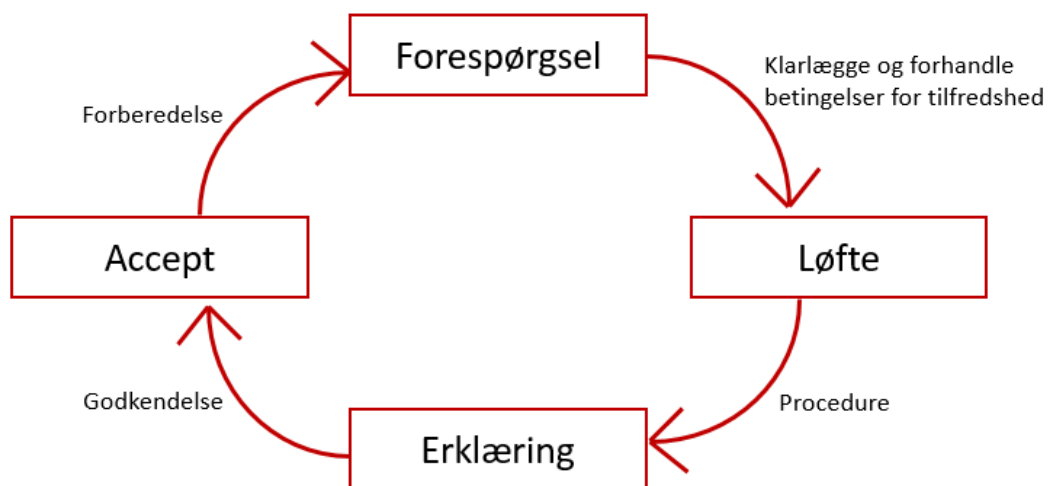 Forespørgsel
Klarlægge og forhandle
betingelser for tilfredshed
Forberedelse
Accept
Løfte
Godkendelse
Procedure
Erklæring